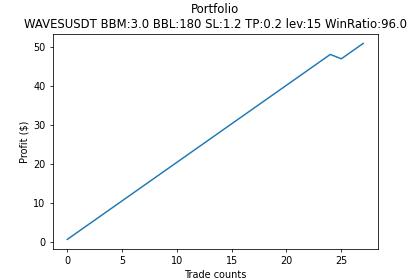 Portfolio
WAVESUSDT BBM:3.0 BBL:180 SL:1.2 TP:0.2 lev:15 WinRatio:96.0
50
40
30
20
10
0
Profit ($)
0 5 10 15 20 25
Trade counts